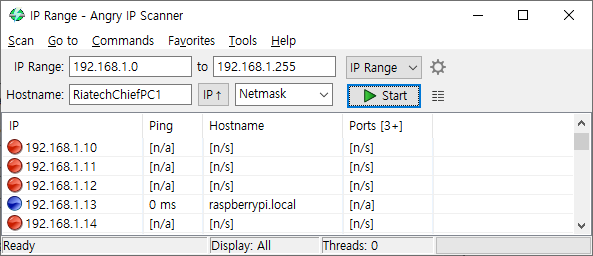 IP Range - Angry IP Scanner
Scan Go to Commands Favorites Tools Help
IP Range: 192.168.1.0 to 192.168.1.255 IP Range
Hostname: RiatechChiefPC1 IP↑ Netmask Start
IP Ping Hostname Ports [3+]
192.168.1.10 [n/a] [n/s] [n/s]
192.168.1.11 [n/a] [n/s] [n/s]
192.168.1.12 [n/a] [n/s] [n/s]
192.168.1.13 0 ms raspberrypi.local [n/a]
192.168.1.14 [n/a] [n/s] [n/s]
Ready Display: All Threads: 0